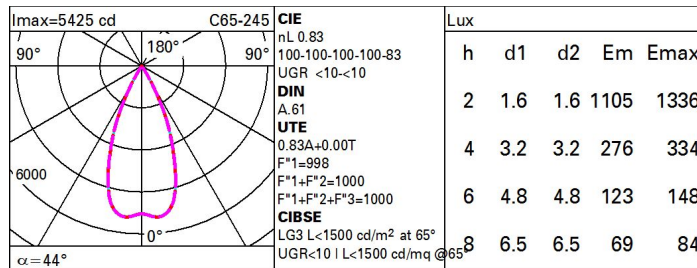 Imax=5425 cd C65-245
90° 180° 90°
6000
0°
α=44°
CIE
nL 0.83
100-100-100-100-83
UGR <10-<10
DIN
A.61
UTE
0.83A+0.00T
F"1=998
F"1+F"2=1000
F"1+F"2+F"3=1000
CIBSE
LG3 L<1500 cd/m² at 65°
UGR<10 | L<1500 cd/mq @65°
Lux
h d1 d2 Em Emax
2 1.6 1.6 1105 1336
4 3.2 3.2 276 334
6 4.8 4.8 123 148
8 6.5 6.5 69 84